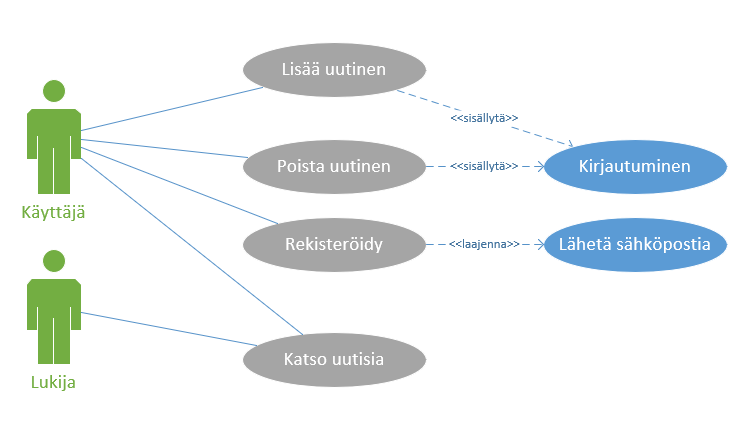 Lisää uutinen
<<sisällytä>>
Poista uutinen
<<sisällytä>>
Kirjautuminen
Käyttäjä
Rekisteröidy
<<laajenna>>
Lähetä sähköpostia
Katso uutisia
Lukija